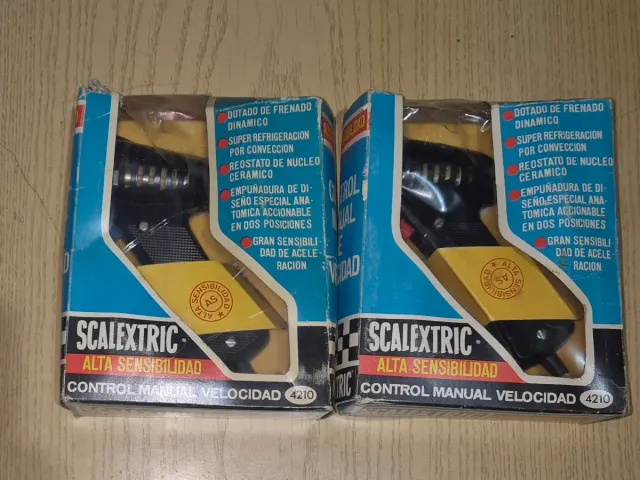 DOTADO DE FRENADO
DINAMICO
SUPER REFRIGERACION
POR CONVECCION
REOSTATO DE NUCLEO
CERAMICO
EMPUÑADURA DE DI-
SEÑO ESPECIAL ANA-
TOMICA ACCIONABLE
EN DOS POSICIONES
GRAN SENSIBILI
DAD DE ACELE
RACION
ALTA SENSIBILIDAD
AS
SCALEXTRIC
ALTA SENSIBILIDAD
CONTROL MANUAL VELOCIDAD 4210
DOTADO DE FRENADO
DINAMICO
SUPER REFRIGERACION
POR CONVECCION
REOSTATO DE NUCLEO
CERAMICO
EMPUÑADURA DE DI-
SEÑO ESPECIAL ANA-
TOMICA ACCIONABLE
EN DOS POSICIONES
GRAN SENSIBILI
DAD DE ACELE
RACION
ALTA SENSIBILIDAD
AS
SCALEXTRIC
ALTA SENSIBILIDAD
CONTROL MANUAL VELOCIDAD 4210